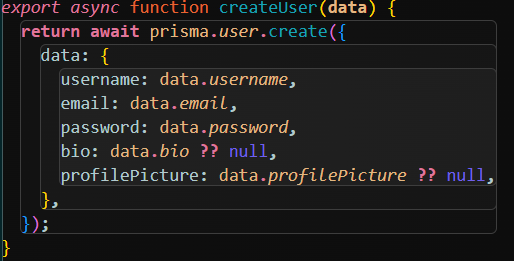 export async function createUser(data) {
  return await prisma.user.create({
    data: {
      username: data.username,
      email: data.email,
      password: data.password,
      bio: data.bio ?? null,
      profilePicture: data.profilePicture ?? null,
    },
  });
}